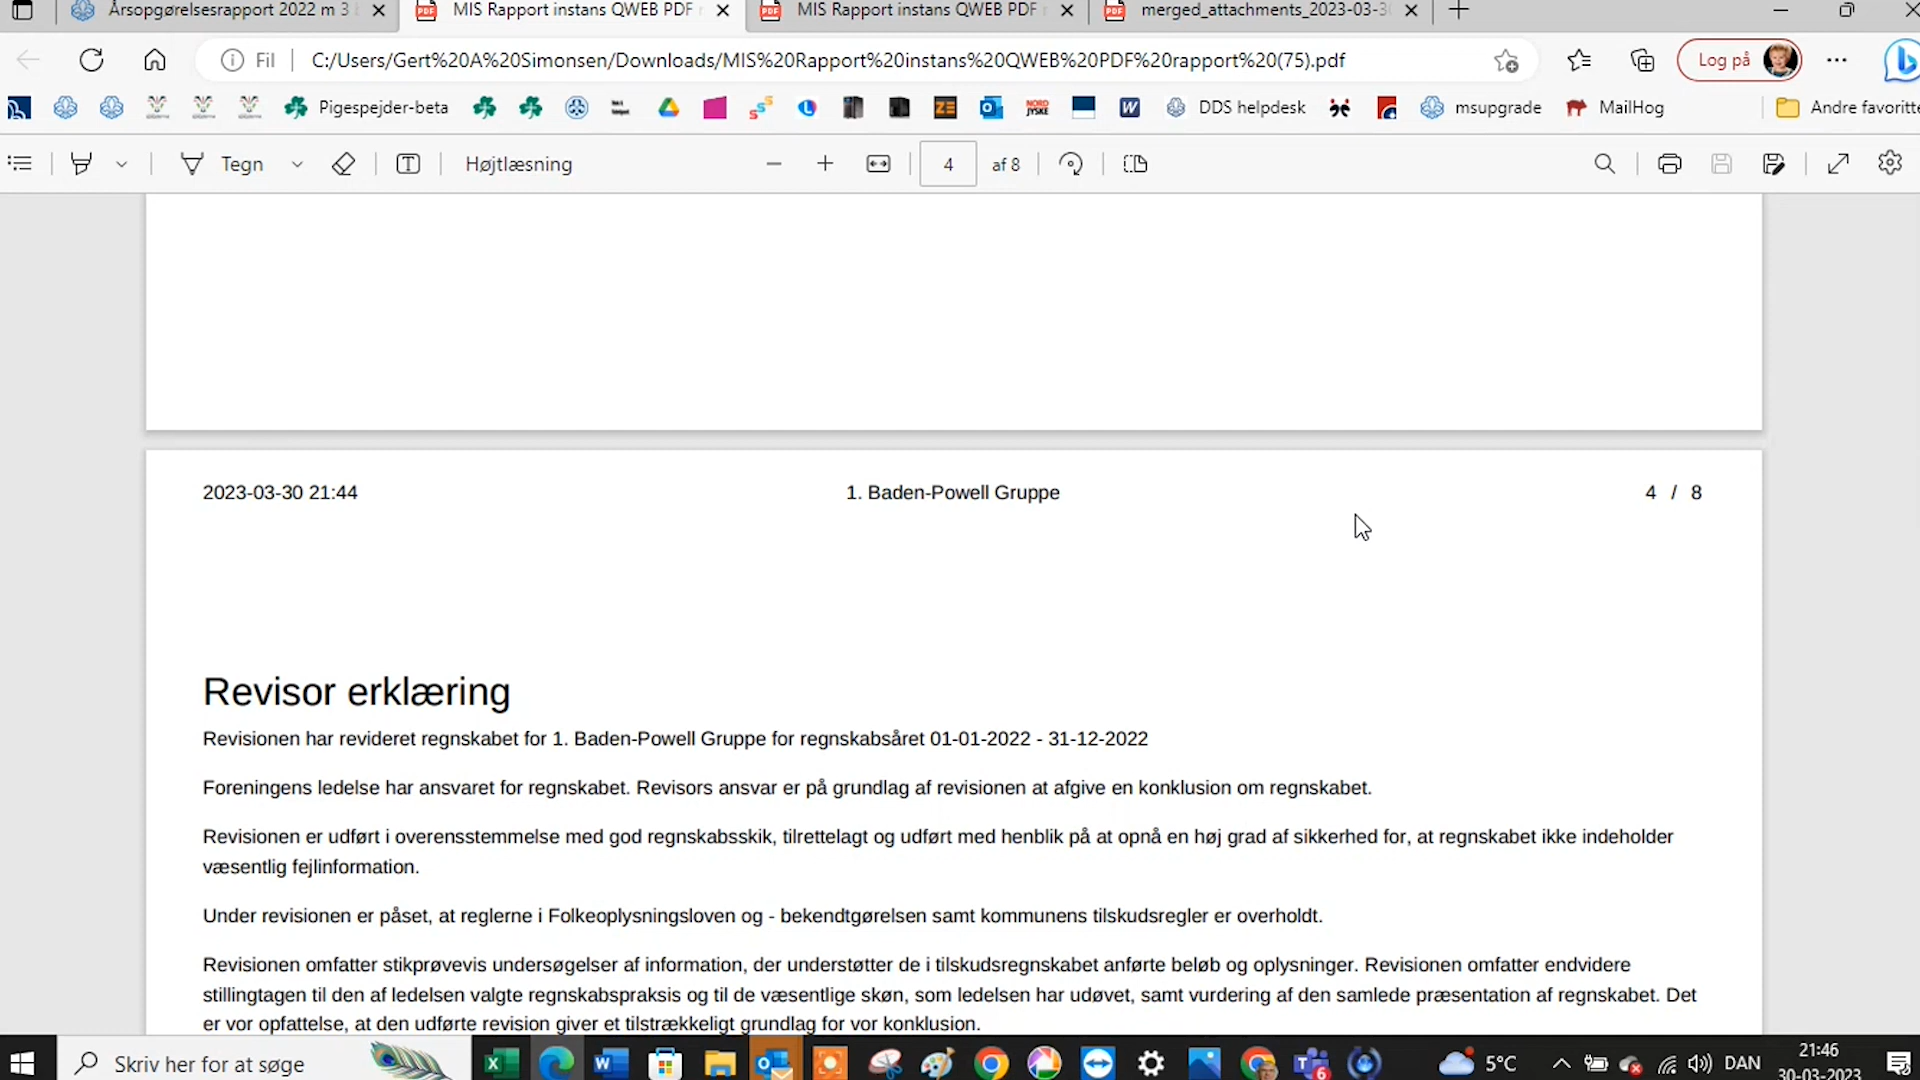 Årsopgørelsesrapport 2022 m 3
MIS Rapport instans QWEB PDF
MIS Rapport instans QWEB PDF
merged_attachments_2023-03-30
Fil
C:/Users/Gert%20A%20Simonsen/Downloads/MIS%20Rapport%20instans%20QWEB%20PDF%20rapport%20(75).pdf
Log på
Pigespejder-beta
DDS helpdesk
msupgrade
MailHog
Andre favoritte
Tegn
Højtlæsning
4
af 8
2023-03-30 21:44
1. Baden-Powell Gruppe
4 / 8
Revisor erklæring
Revisionen har revideret regnskabet for 1. Baden-Powell Gruppe for regnskabsåret 01-01-2022 - 31-12-2022
Foreningens ledelse har ansvaret for regnskabet. Revisors ansvar er på grundlag af revisionen at afgive en konklusion om regnskabet.
Revisionen er udført i overensstemmelse med god regnskabsskik, tilrettelagt og udført med henblik på at opnå en høj grad af sikkerhed for, at regnskabet ikke indeholder
væsentlig fejlinformation.
Under revisionen er påset, at reglerne i Folkeoplysningsloven og - bekendtgørelsen samt kommunens tilskudsregler er overholdt.
Revisionen omfatter stikprøvevis undersøgelser af information, der understøtter de i tilskudsregnskabet anførte beløb og oplysninger. Revisionen omfatter endvidere
stillingtagen til den af ledelsen valgte regnskabspraksis og til de væsentlige skøn, som ledelsen har udøvet, samt vurdering af den samlede præsentation af regnskabet. Det
er vor opfattelse, at den udførte revision giver et tilstrækkeligt grundlag for vor konklusion.
Skriv her for at søge
5°C
DAN
21:46
30-03-2023